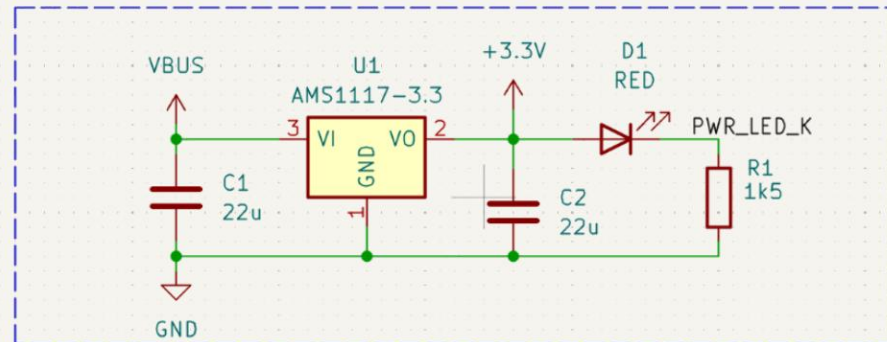 VBUS
U1
AMS1117-3.3
+3.3V
D1
RED
PWR_LED_K
3
VI
VO
2
GND
1
C1
22u
C2
22u
R1
1k5
GND